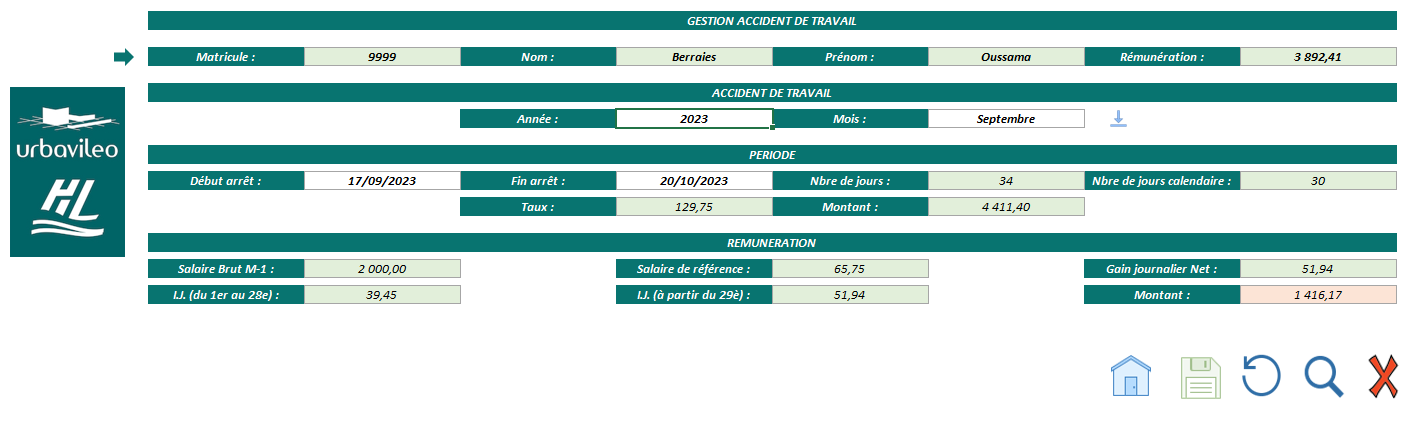 GESTION ACCIDENT DE TRAVAIL
Matricule : 9999 Nom : Berraies Prénom : Oussama Rémunération : 3 892,41
ACCIDENT DE TRAVAIL
Année : 2023 Mois : Septembre
urbavileo
HL
PERIODE
Début arrêt : 17/09/2023 Fin arrêt : 20/10/2023 Nbre de jours : 34 Nbre de jours calendaire : 30
Taux : 129,75 Montant : 4 411,40
REMUNERATION
Salaire Brut M-1 : 2 000,00 Salaire de référence : 65,75 Gain journalier Net : 51,94
I.J. (du 1er au 28e) : 39,45 I.J. (à partir du 29è) : 51,94 Montant : 1 416,17